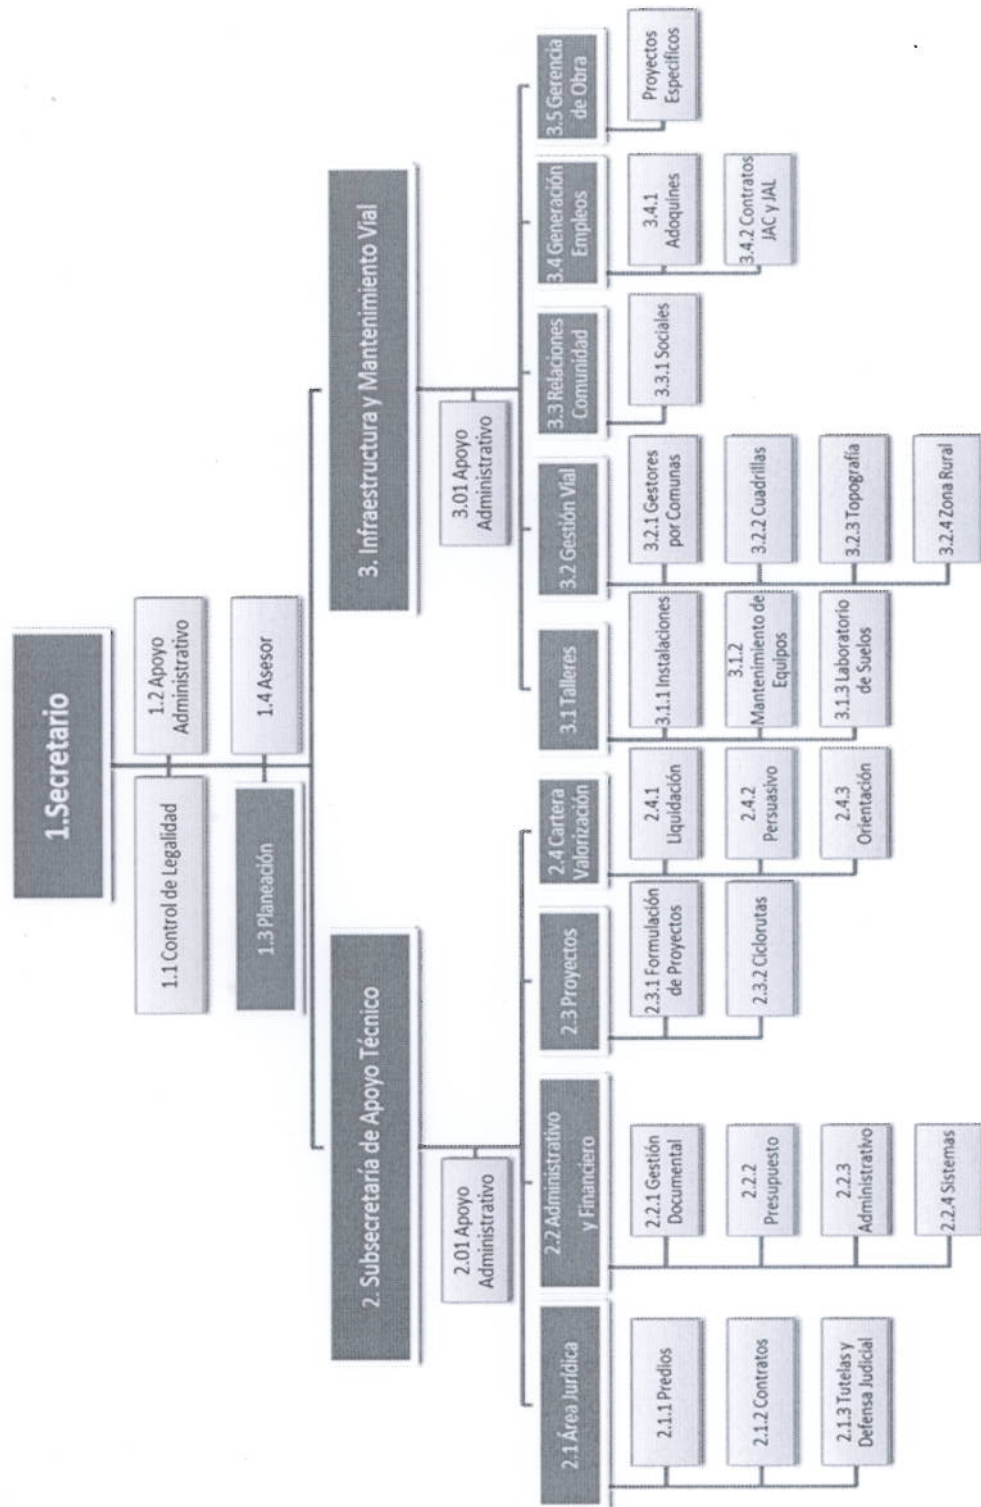 1.Secretario
1.1 Control de Legalidad
1.2 Apoyo
Administrativo
1.3 Planeación
1.4 Asesor
2. Subsecretaría de Apoyo Técnico
3. Infraestructura y Mantenimiento Vial
2.01 Apoyo
Administrativo
3.01 Apoyo
Administrativo
2.1 Área Jurídica
2.1.1 Predios
2.1.2 Contratos
2.1.3 Tutelas y
Defensa Judicial
2.2 Administrativo
y Financiero
2.2.1 Gestión
Documental
2.2.2
Presupuesto
2.2.3
Administrativo
2.2.4 Sistemas
2.3 Proyectos
2.3.1 Formulación
de Proyectos
2.3.2 Ciclorutas
2.4 Cartera
Valorización
2.4.1
Liquidación
2.4.2
Persuasivo
2.4.3
Orientación
3.1 Talleres
3.1.1 Instalaciones
3.1.2
Mantenimiento de
Equipos
3.1.3 Laboratorio
de Suelos
3.2 Gestión Vial
3.2.1 Gestores
por Comunas
3.2.2 Cuadrillas
3.2.3 Topografía
3.2.4 Zona Rural
3.3 Relaciones
Comunidad
3.3.1 Sociales
3.4 Generación
Empleos
3.4.1
Adoquines
3.4.2 Contratos
JAC y JAL
3.5 Gerencia
de Obra
Proyectos
Especificos